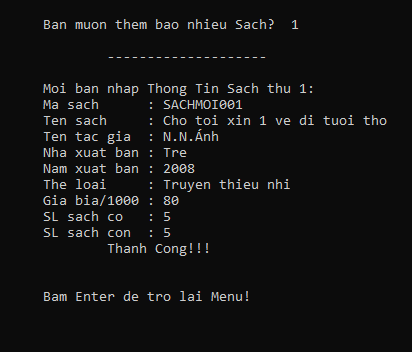 Ban muon them bao nhieu Sach?  1
--------------------
Moi ban nhap Thong Tin Sach thu 1:
Ma sach      : SACHMOI001
Ten sach     : Cho toi xin 1 ve di tuoi tho
Ten tac gia  : N.N.Ánh
Nha xuat ban : Tre
Nam xuat ban : 2008
The loai     : Truyen thieu nhi
Gia bia/1000 : 80
SL sach co   : 5
SL sach con  : 5
Thanh Cong!!!
Bam Enter de tro lai Menu!